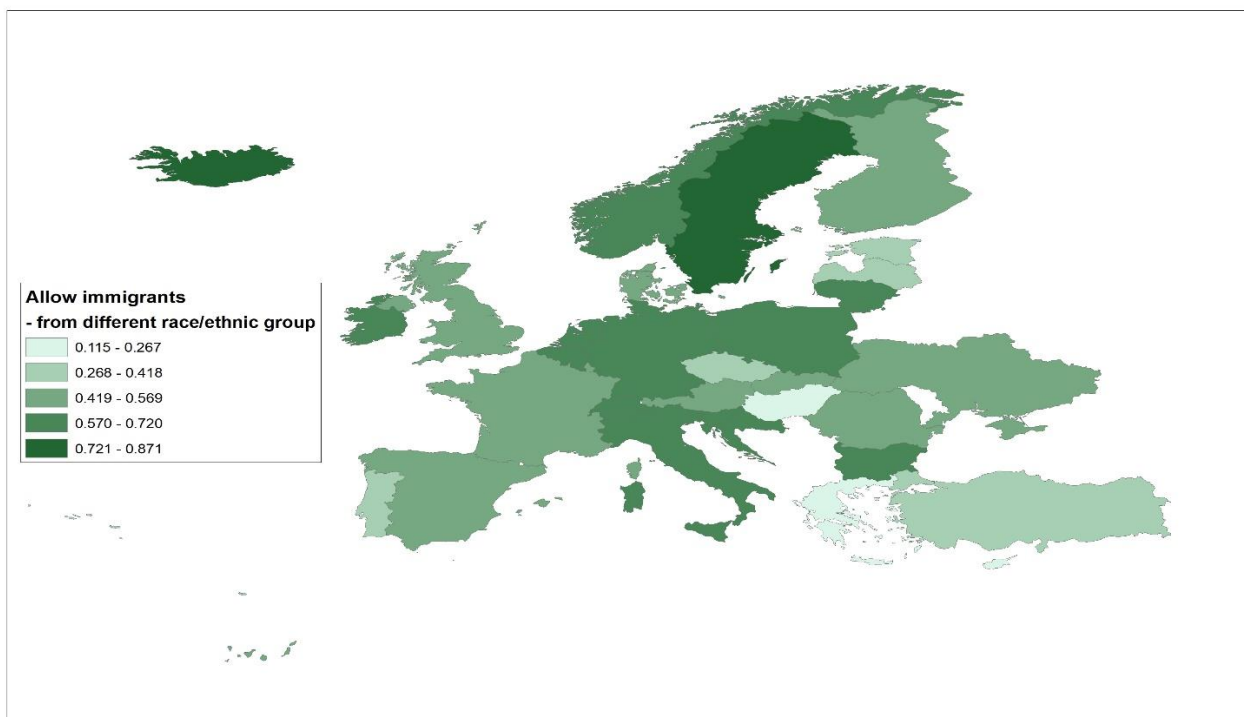 Allow immigrants
- from different race/ethnic group
0.115 - 0.267
0.268 - 0.418
0.419 - 0.569
0.570 - 0.720
0.721 - 0.871